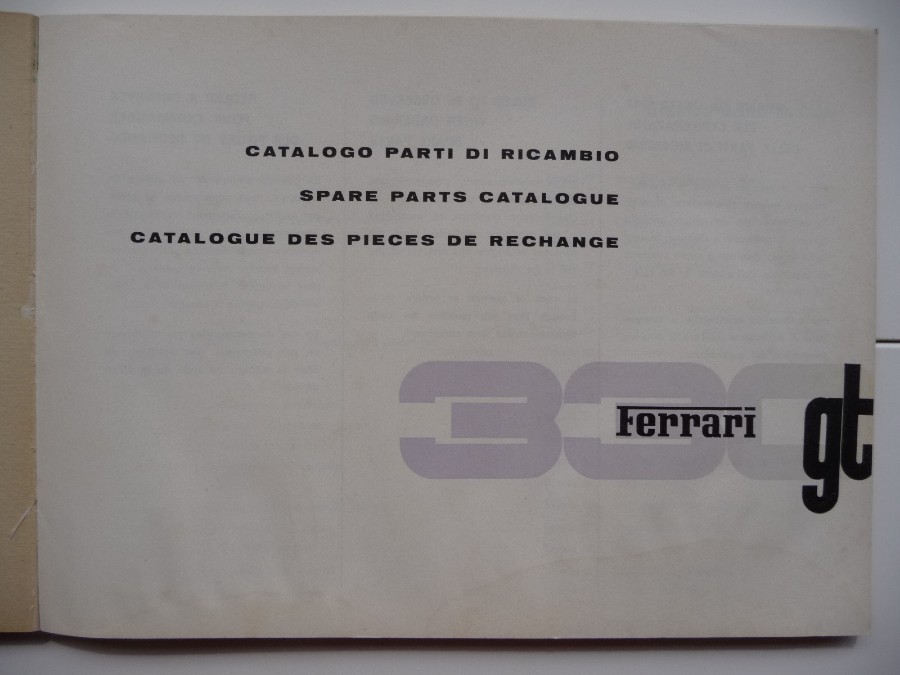 CATALOGO PARTI DI RICAMBIO
SPARE PARTS CATALOGUE
CATALOGUE DES PIECES DE RECHANGE
330 gt
Ferrari